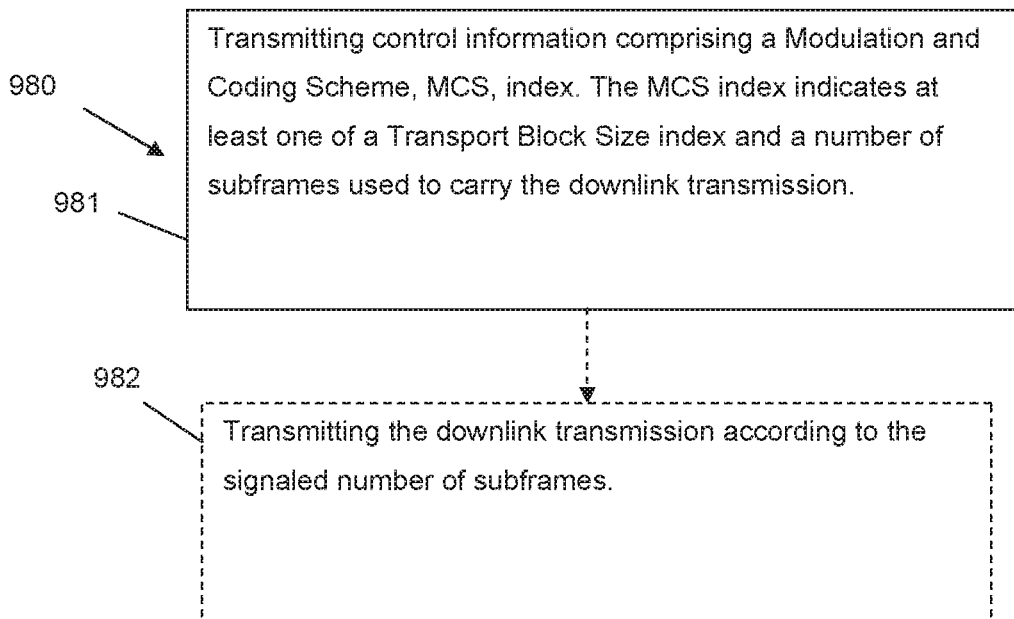 980
Transmitting control information comprising a Modulation and
Coding Scheme, MCS, index. The MCS index indicates at
least one of a Transport Block Size index and a number of
subframes used to carry the downlink transmission.
981
982
Transmitting the downlink transmission according to the
signaled number of subframes.